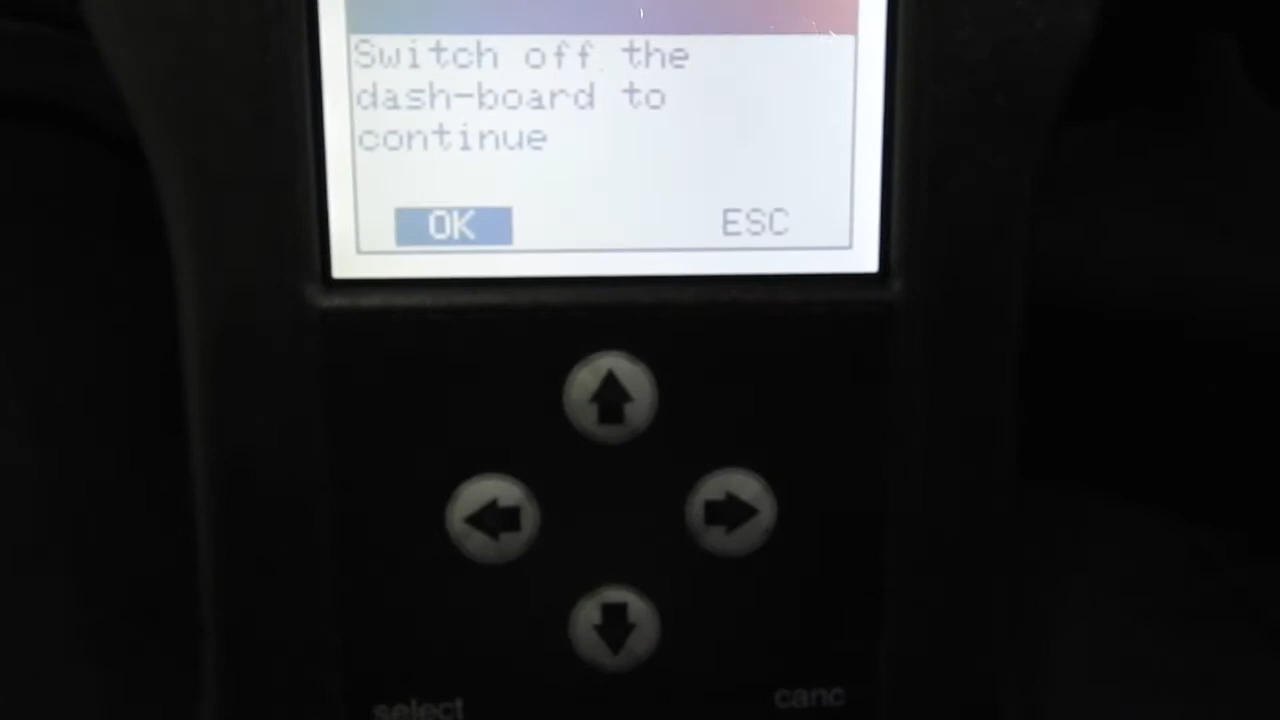 Switch off the
dash-board to
continue
OK ESC
select canc